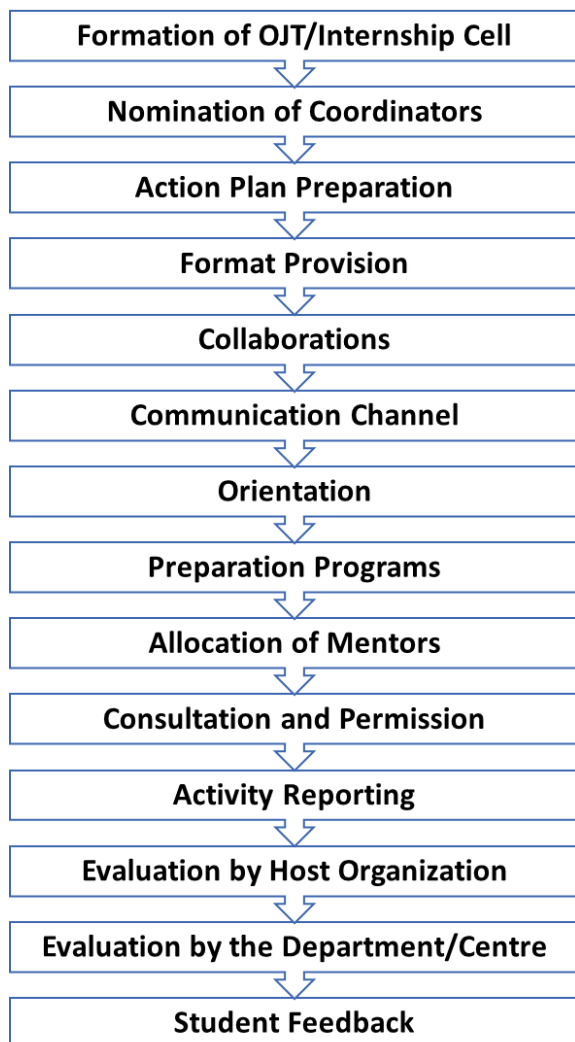 Formation of OJT/Internship Cell
Nomination of Coordinators
Action Plan Preparation
Format Provision
Collaborations
Communication Channel
Orientation
Preparation Programs
Allocation of Mentors
Consultation and Permission
Activity Reporting
Evaluation by Host Organization
Evaluation by the Department/Centre
Student Feedback